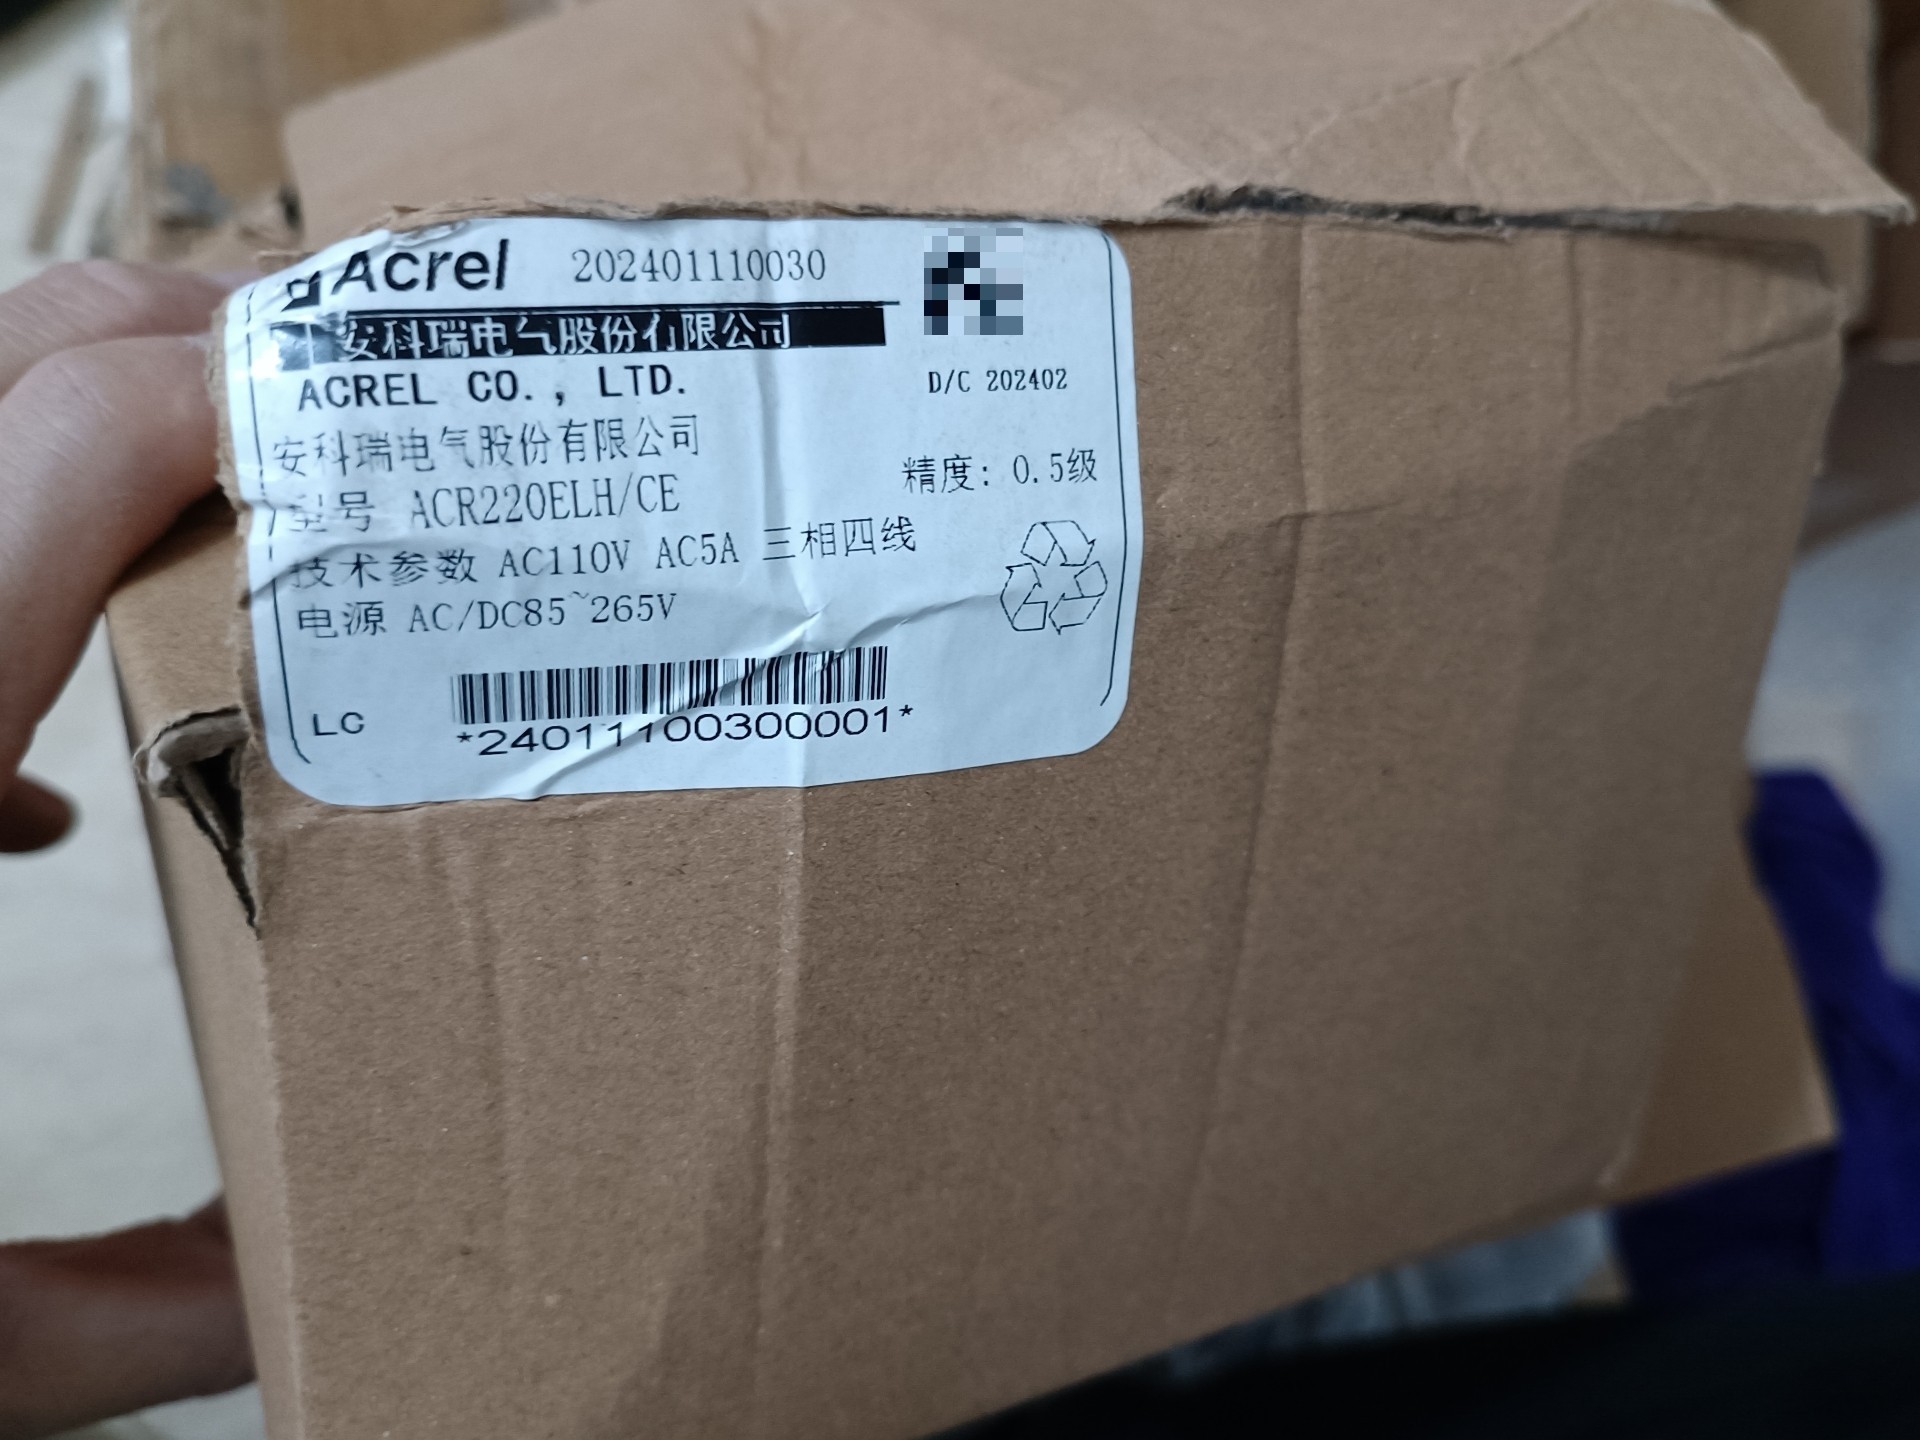 Acrel 202401110030
安科瑞电气股份有限公司
ACREL CO., LTD.
D/C 202402
安科瑞电气股份有限公司
精度: 0.5级
型号 ACR220ELH/CE
技术参数 AC110V AC5A 三相四线
电源 AC/DC85~265V
LC
*24011100300001*